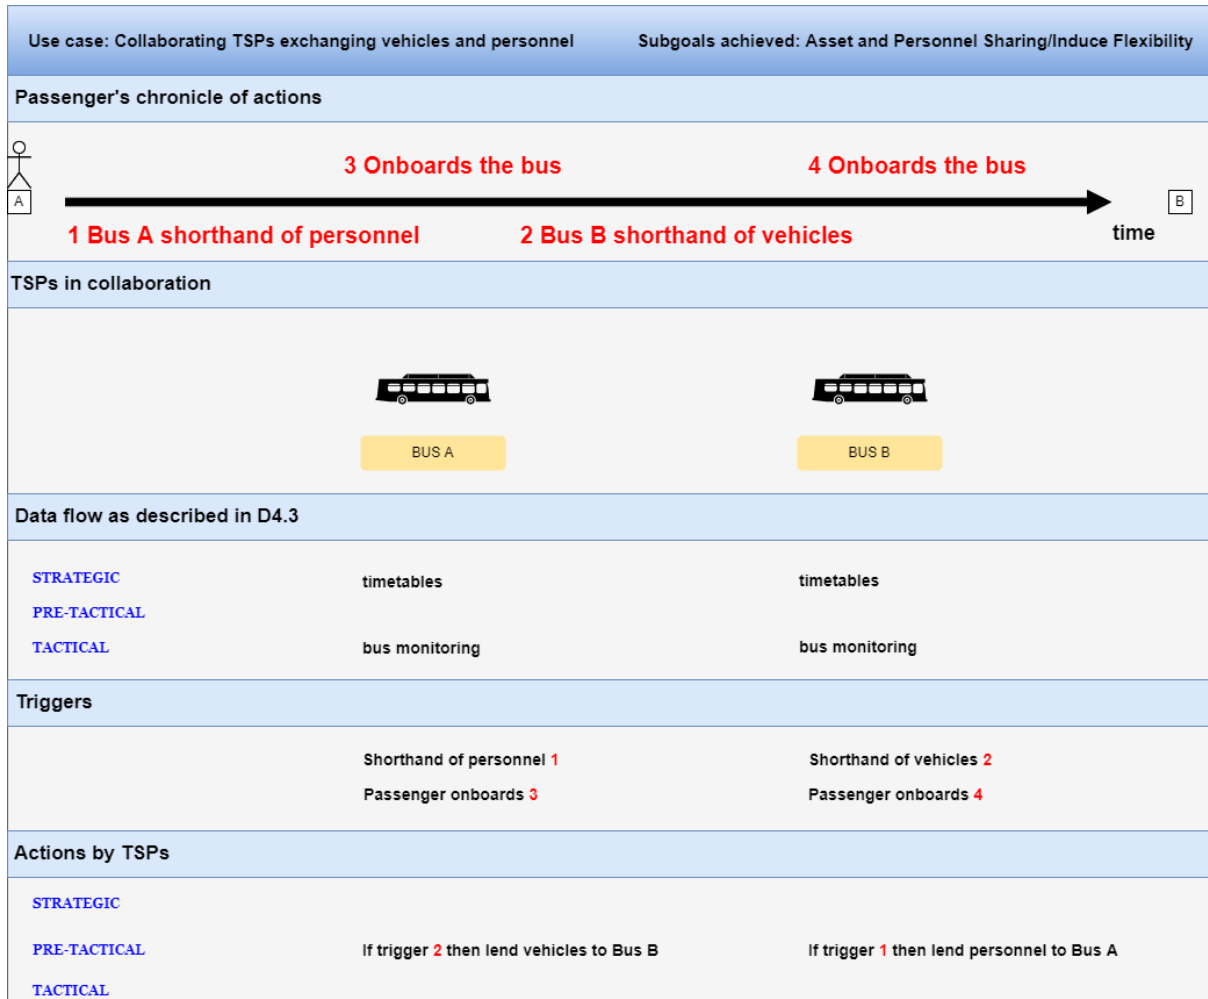 Use case: Collaborating TSPs exchanging vehicles and personnel Subgoals achieved: Asset and Personnel Sharing/Induce Flexibility
Passenger's chronicle of actions
3 Onboards the bus 4 Onboards the bus
A B
1 Bus A shorthand of personnel 2 Bus B shorthand of vehicles time
TSPs in collaboration
BUS A BUS B
Data flow as described in D4.3
STRATEGIC timetables timetables
PRE-TACTICAL
TACTICAL bus monitoring bus monitoring
Triggers
Shorthand of personnel 1 Shorthand of vehicles 2
Passenger onboards 3 Passenger onboards 4
Actions by TSPs
STRATEGIC
PRE-TACTICAL If trigger 2 then lend vehicles to Bus B If trigger 1 then lend personnel to Bus A
TACTICAL